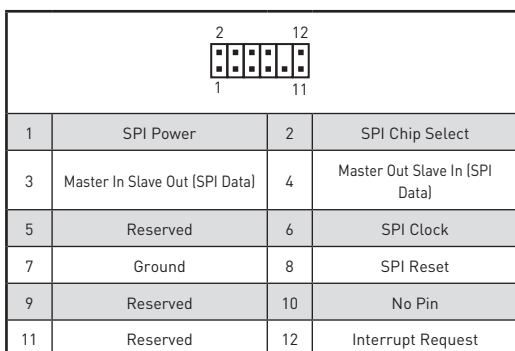 2 12
1 11
1 SPI Power 2 SPI Chip Select
3 Master In Slave Out (SPI Data) 4 Master Out Slave In (SPI
Data)
5 Reserved 6 SPI Clock
7 Ground 8 SPI Reset
9 Reserved 10 No Pin
11 Reserved 12 Interrupt Request